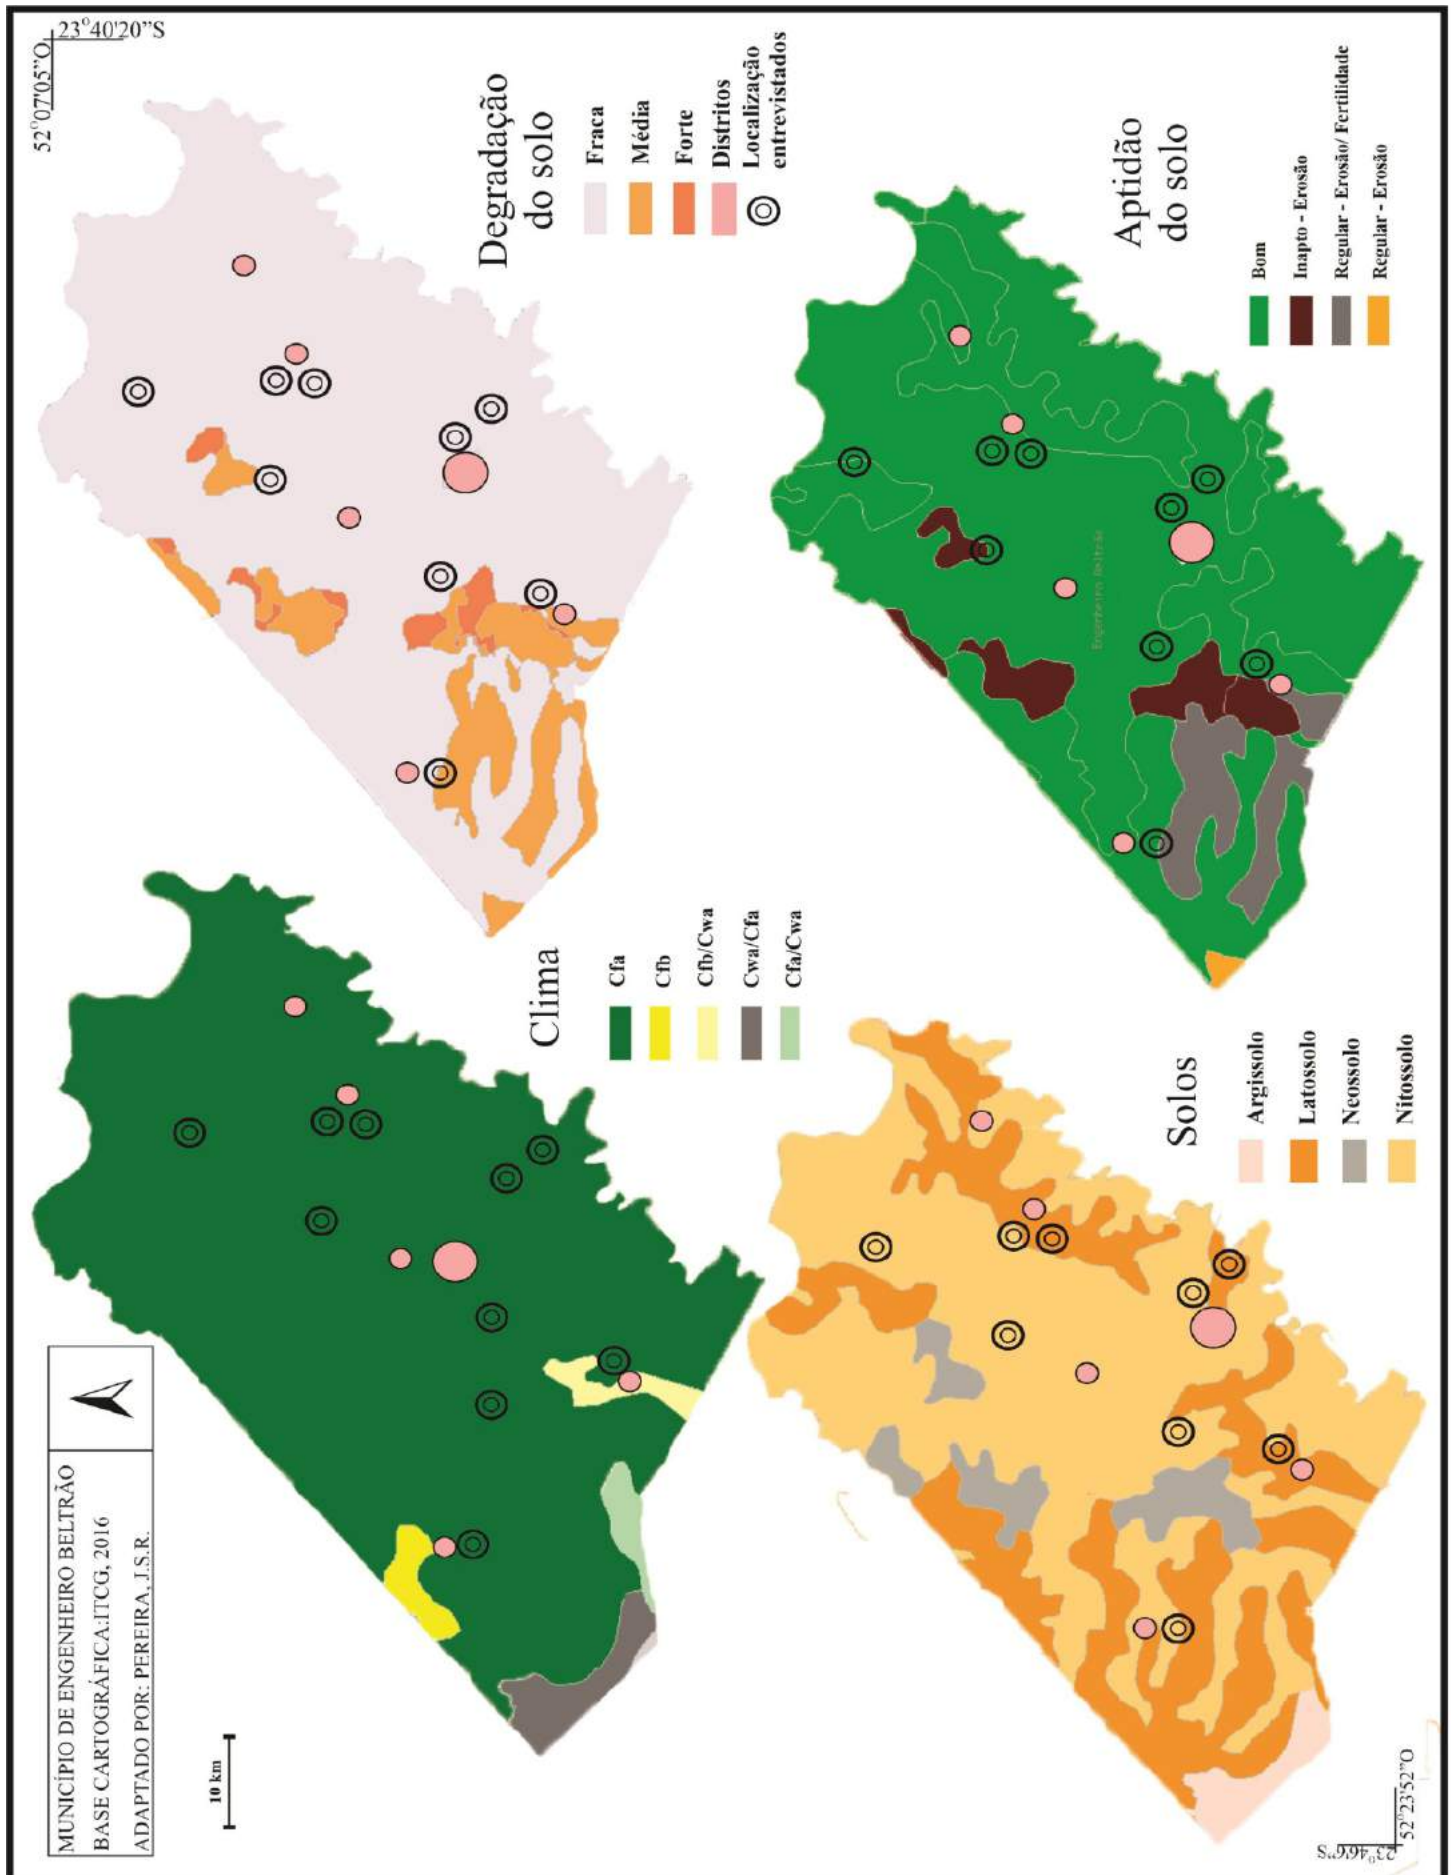 MUNICÍPIO DE ENGENHEIRO BELTRÃO
BASE CARTOGRÁFICA:ITCG, 2016
ADAPTADO POR: PEREIRA, J.S.R.
10 km
Clima
Cfa
Cfb
Cfb/Cwa
Cwa/Cfa
Cfa/Cwa
52°07'05”O
23°40'20”S
Degradação
do solo
Fraca
Média
Forte
Distritos
Localização
entrevistados
Solos
Argissolo
Latossolo
Neossolo
Nitossolo
52°23'52”O
23°46'6”S
Engenheiro Beltrão
Aptidão
do solo
Bom
Inapto - Erosão
Regular - Erosão/ Fertilidade
Regular - Erosão